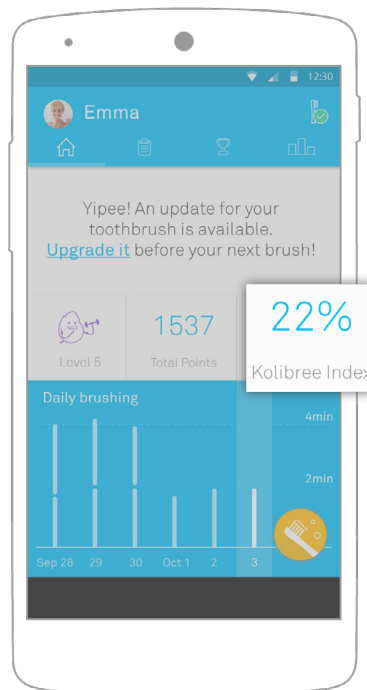 12:30
Emma
Yipee! An update for your
toothbrush is available.
Upgrade it before your next brush!
Level 5
1537
Total Points
22%
Kolibree Index
Daily brushing
4min
2min
Sep 28 29 30 Oct 1 2 3